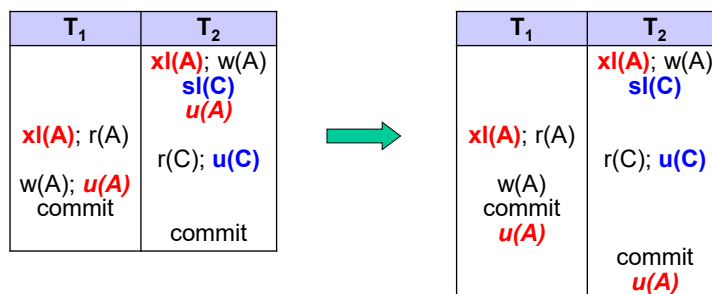 T1 T2
xl(A); w(A)
sl(C)
u(A)
xl(A); r(A)
r(C); u(C)
w(A); u(A)
commit
commit
T1 T2
xl(A); w(A)
sl(C)
xl(A); r(A)
r(C); u(C)
w(A)
commit
u(A)
commit
u(A)